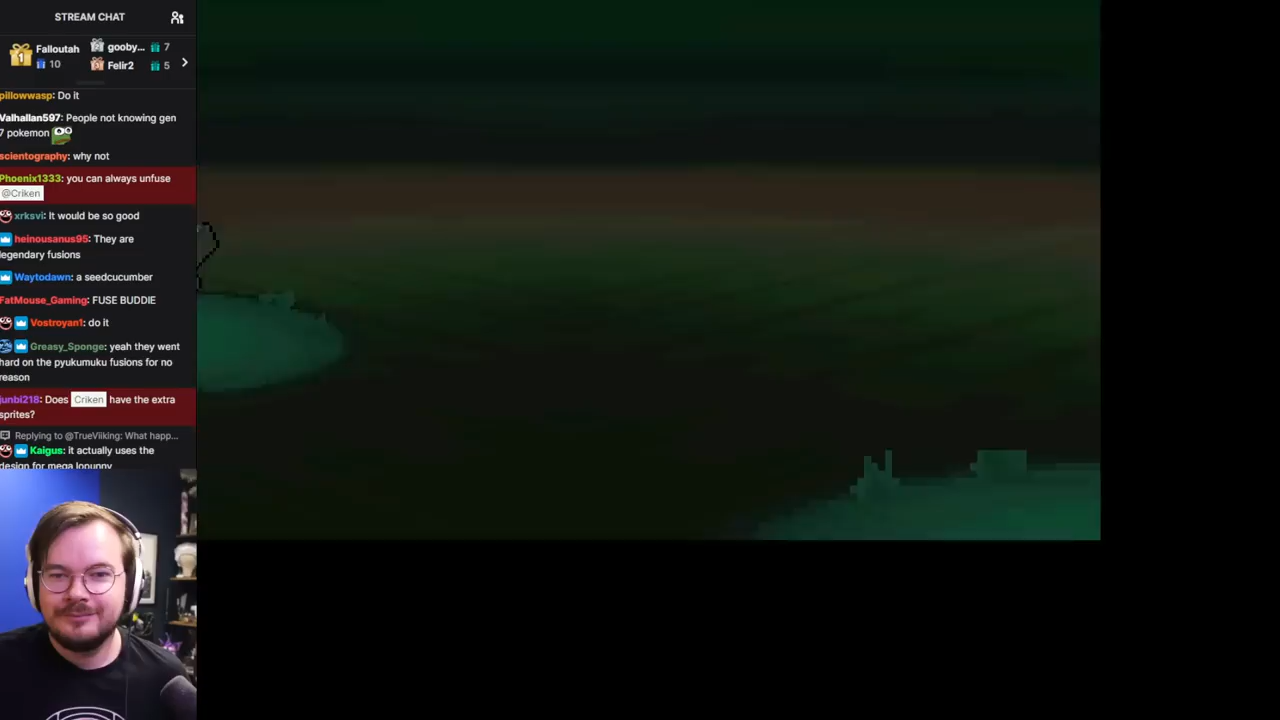 STREAM CHAT
1
Falloutah
10
gooby... 7
Felir2 5
pillowwasp: Do it
Valhallan597: People not knowing gen
7 pokemon
scientography: why not
Phoenix1333: you can always unfuse
@Criken
xrksvi: It would be so good
heinousanus95: They are
legendary fusions
Waytodawn: a seedcucumber
FatMouse_Gaming: FUSE BUDDIE
Vostroyan1: do it
Greasy_Sponge: yeah they went
hard on the pyukumuku fusions for no
reason
junbi218: Does Criken have the extra
sprites?
Replying to @TrueViiking: What happ...
Kaigus: it actually uses the
design for mega lopunny